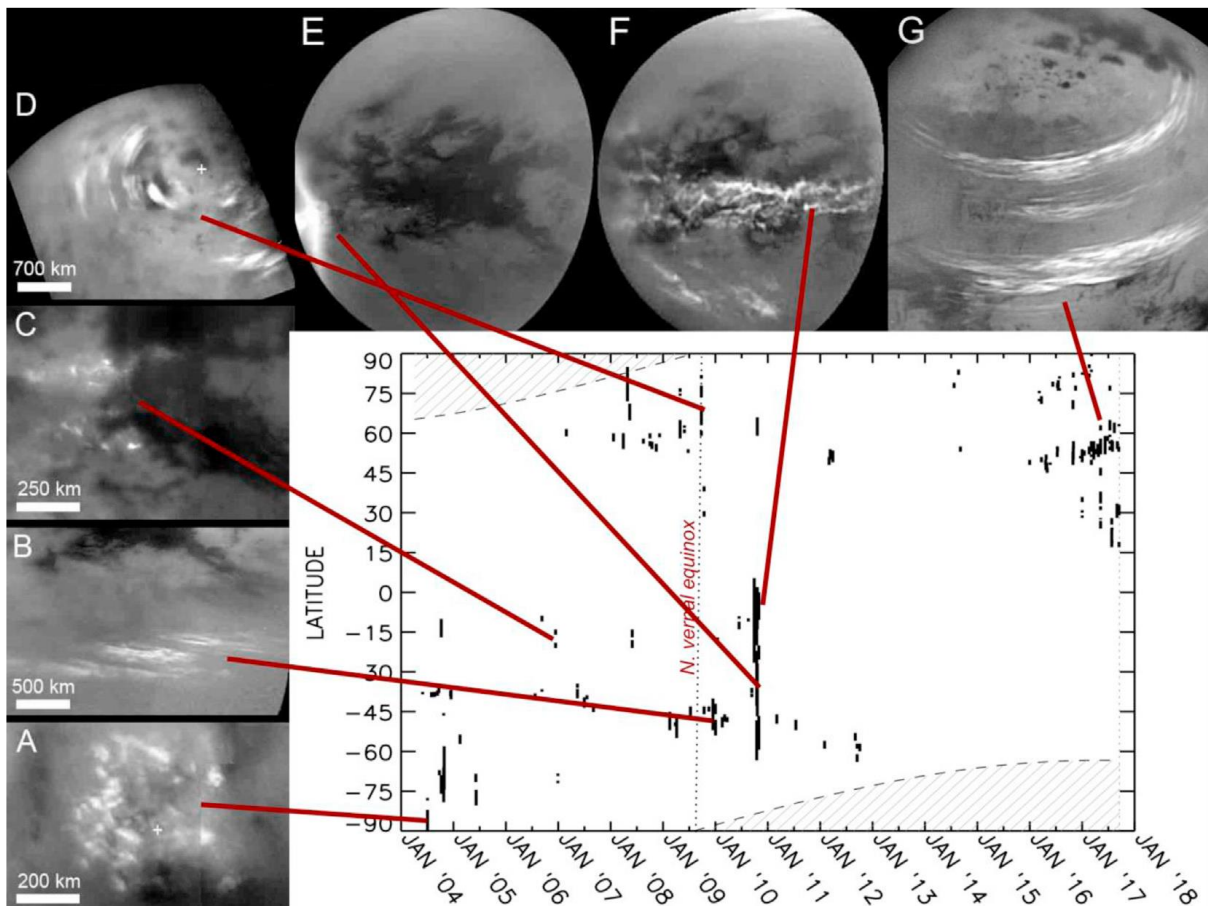 E
F
G
D
700 km
C
250 km
B
500 km
A
200 km
LATITUDE
90
75
60
45
30
15
0
−15
−30
−45
−60
−75
−90
N. vernal equinox
JAN '04
JAN '05
JAN '06
JAN '07
JAN '08
JAN '09
JAN '10
JAN '11
JAN '12
JAN '13
JAN '14
JAN '15
JAN '16
JAN '17
JAN '18